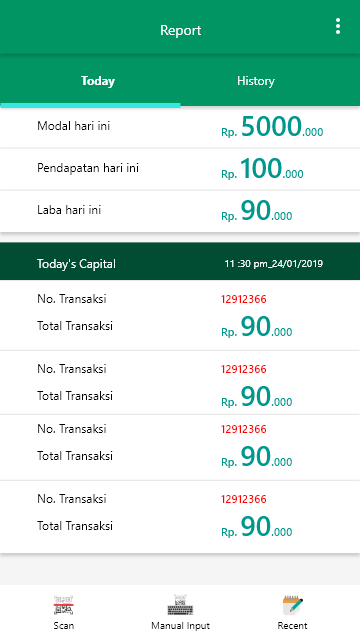 Report
Today History
Modal hari ini Rp. 5000.000
Pendapatan hari ini Rp. 100.000
Laba hari ini Rp. 90.000
Today's Capital 11 :30 pm_24/01/2019
No. Transaksi 12912366
Total Transaksi Rp. 90.000
No. Transaksi 12912366
Total Transaksi Rp. 90.000
No. Transaksi 12912366
Total Transaksi Rp. 90.000
No. Transaksi 12912366
Total Transaksi Rp. 90.000
Scan Manual Input Recent